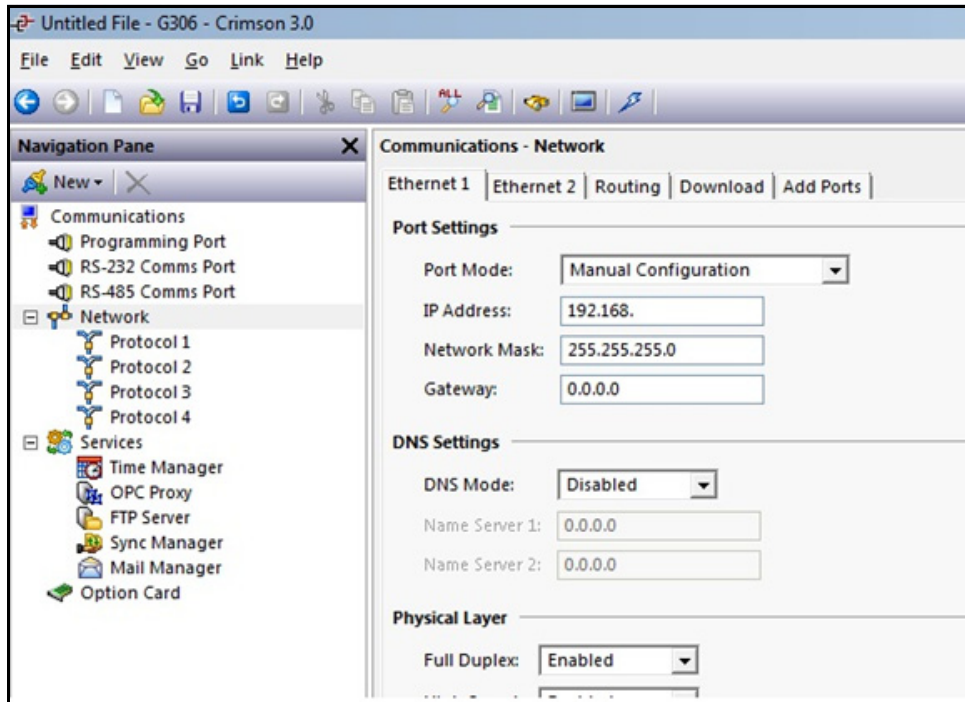 Untitled File - G306 - Crimson 3.0
File Edit View Go Link Help
ALL
Navigation Pane
New
Communications
Programming Port
RS-232 Comms Port
RS-485 Comms Port
Network
Protocol 1
Protocol 2
Protocol 3
Protocol 4
Services
Time Manager
OPC Proxy
FTP Server
Sync Manager
Mail Manager
Option Card
Communications - Network
Ethernet 1 Ethernet 2 Routing Download Add Ports
Port Settings
Port Mode: Manual Configuration
IP Address: 192.168.
Network Mask: 255.255.255.0
Gateway: 0.0.0.0
DNS Settings
DNS Mode: Disabled
Name Server 1: 0.0.0.0
Name Server 2: 0.0.0.0
Physical Layer
Full Duplex: Enabled